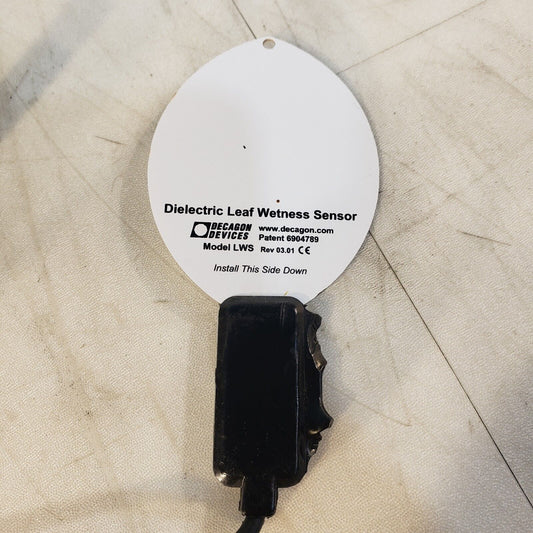 Dielectric Leaf Wetness Sensor
DECAGON DEVICES
www.decagon.com
Patent 6904789
Model LWS Rev 03.01 CE
Install This Side Down